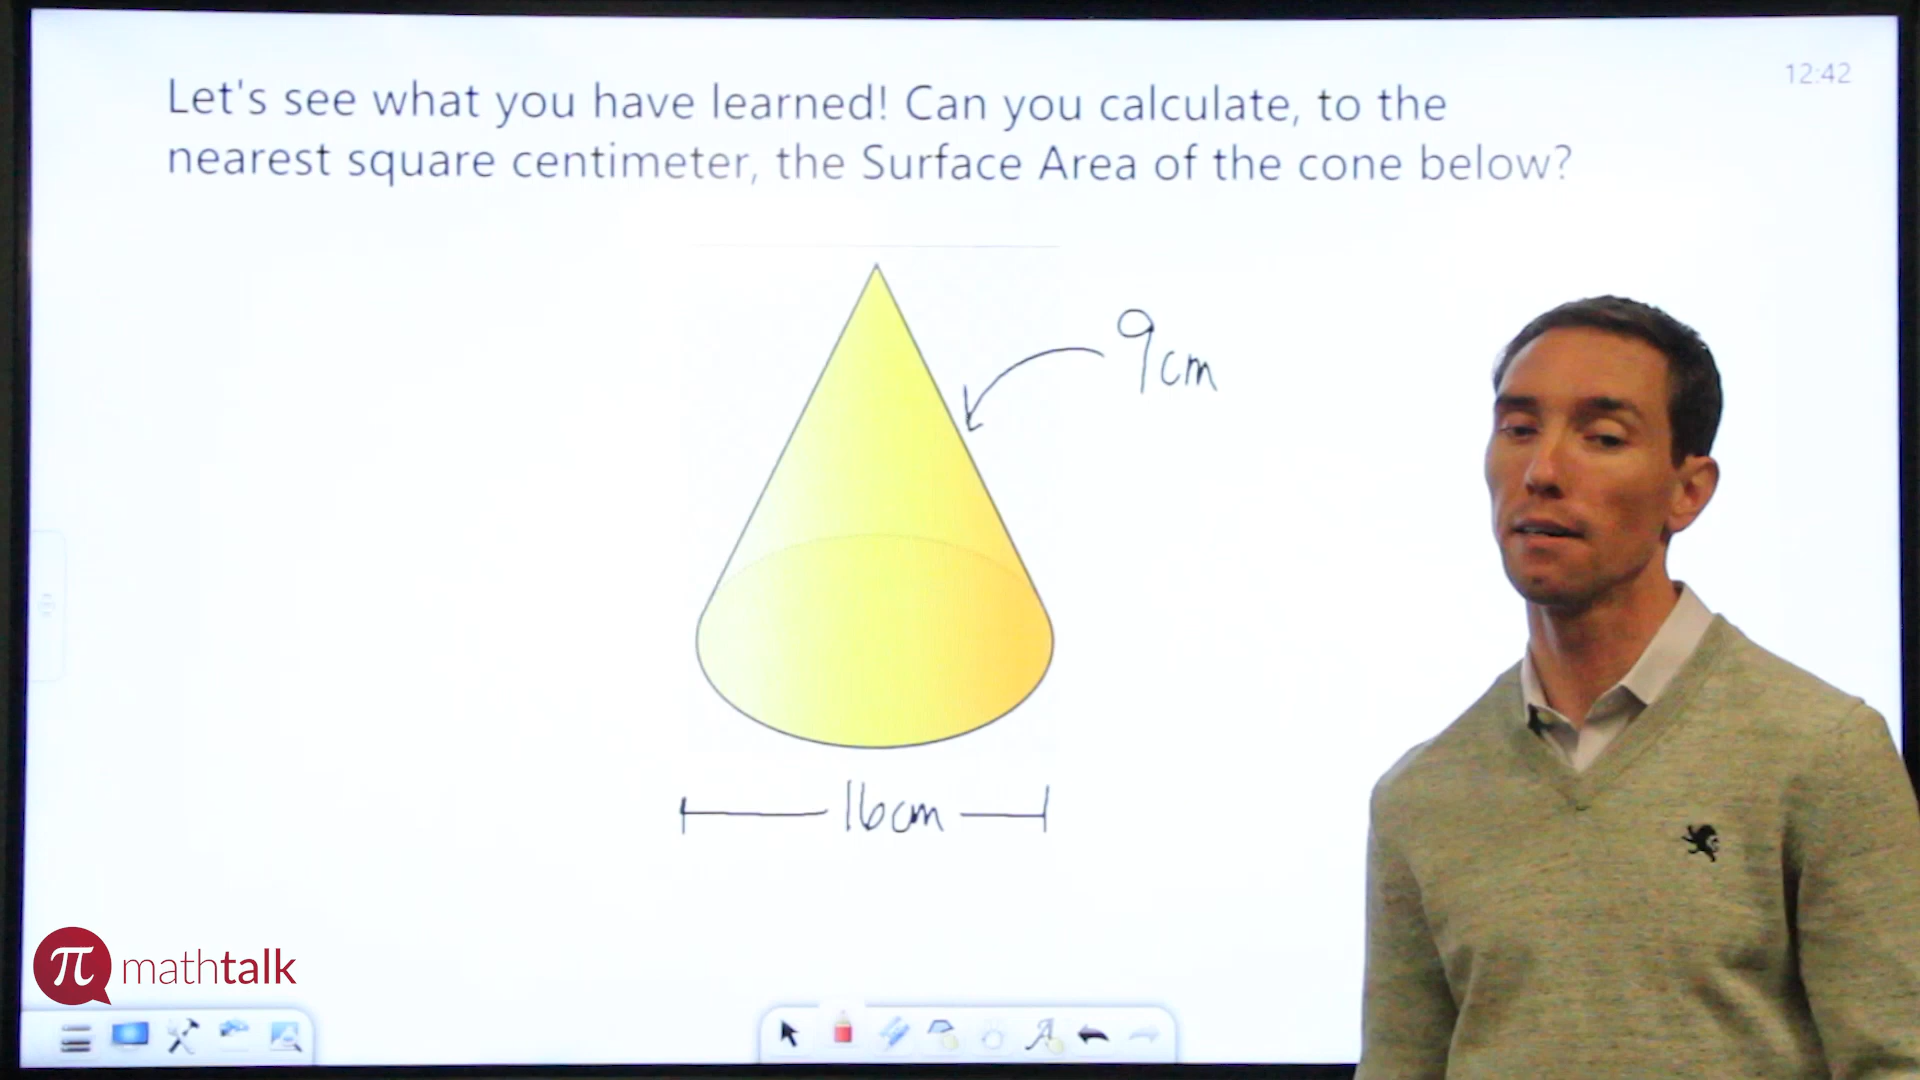 12:42
Let's see what you have learned! Can you calculate, to the
nearest square centimeter, the Surface Area of the cone below?
9cm
16cm
π mathtalk